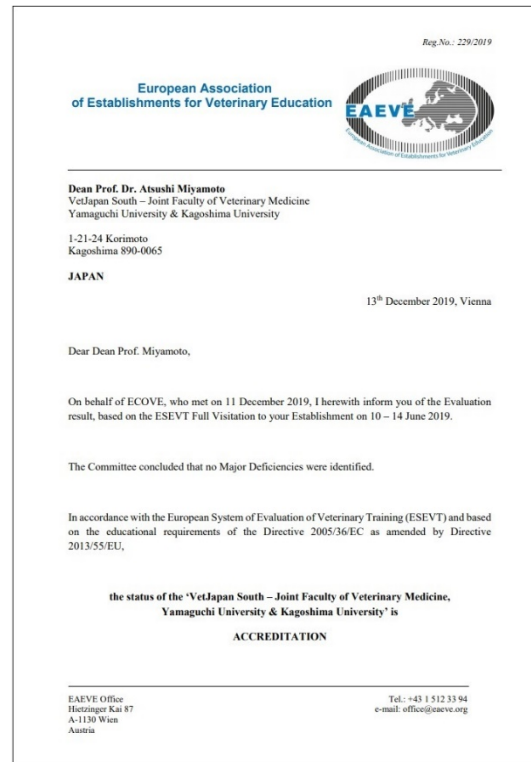 Reg.No.: 229/2019
European Association
of Establishments for Veterinary Education
EAEVE
European Association of Establishments for Veterinary Education
Dean Prof. Dr. Atsushi Miyamoto
VetJapan South – Joint Faculty of Veterinary Medicine
Yamaguchi University & Kagoshima University
1-21-24 Korimoto
Kagoshima 890-0065
JAPAN
13th December 2019, Vienna
Dear Dean Prof. Miyamoto,
On behalf of ECOVE, who met on 11 December 2019, I herewith inform you of the Evaluation
result, based on the ESEVT Full Visitation to your Establishment on 10 – 14 June 2019.
The Committee concluded that no Major Deficiencies were identified.
In accordance with the European System of Evaluation of Veterinary Training (ESEVT) and based
on the educational requirements of the Directive 2005/36/EC as amended by Directive
2013/55/EU,
the status of the ‘VetJapan South – Joint Faculty of Veterinary Medicine,
Yamaguchi University & Kagoshima University’ is
ACCREDITATION
EAEVE Office
Hietzinger Kai 87
A-1130 Wien
Austria
Tel.: +43 1 512 33 94
e-mail: office@eaeve.org